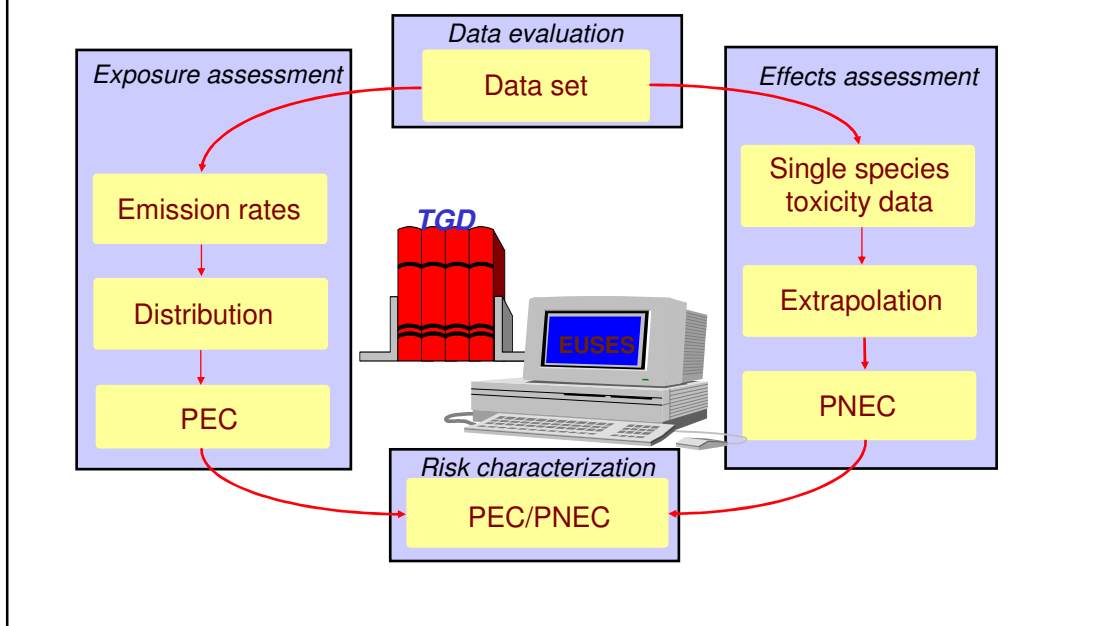 Data evaluation
Data set
Exposure assessment
Emission rates
Distribution
PEC
Effects assessment
Single species
toxicity data
Extrapolation
PNEC
TGD
EUSES
Risk characterization
PEC/PNEC